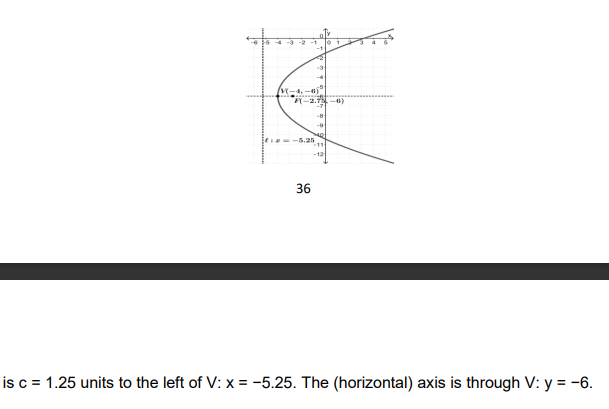 y
x
-6 -5 -4 -3 -2 -1 0 1 2 3 4 5
0
-1
-2
-3
-4
-5
V(−4, −6)
F(−2.75, −6)
-7
-8
-9
-10
ℓ : x = −5.25
-11
-12
36
is c = 1.25 units to the left of V: x = −5.25. The (horizontal) axis is through V: y = −6.